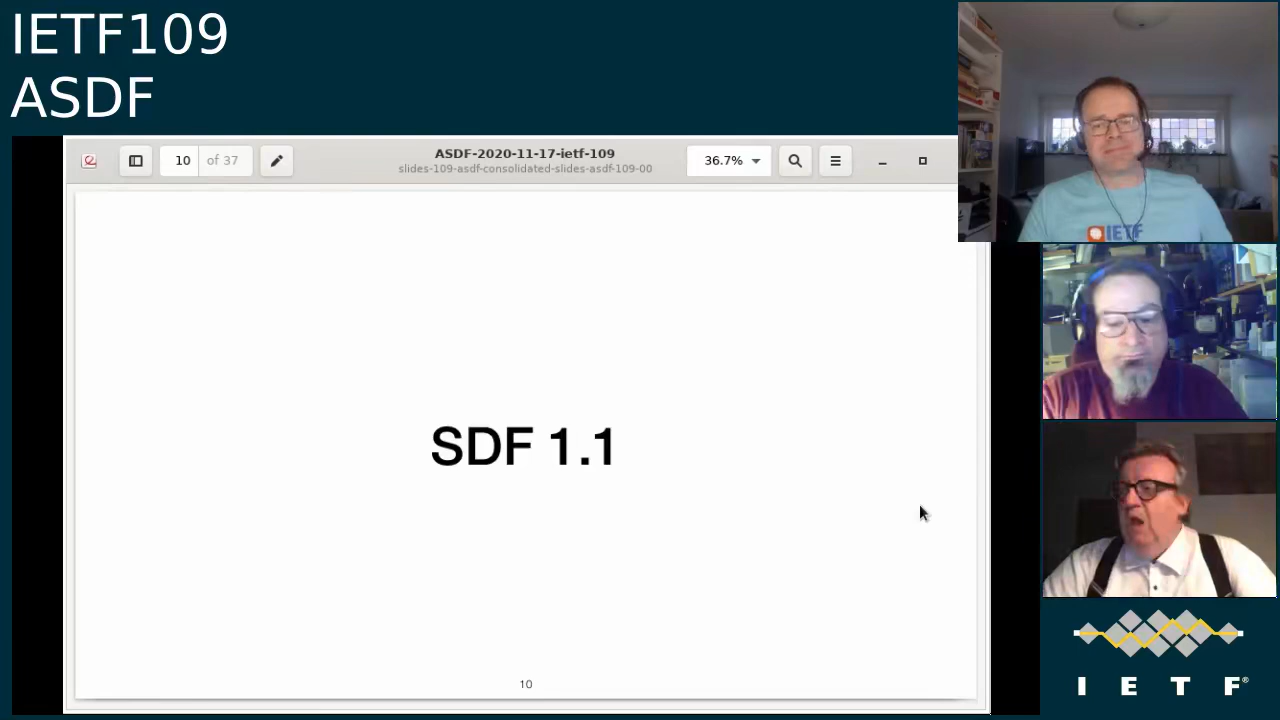 IETF109
ASDF
10 of 37
ASDF-2020-11-17-ietf-109
slides-109-asdf-consolidated-slides-asdf-109-00
36.7%
IETF
SDF 1.1
10
I E T F®